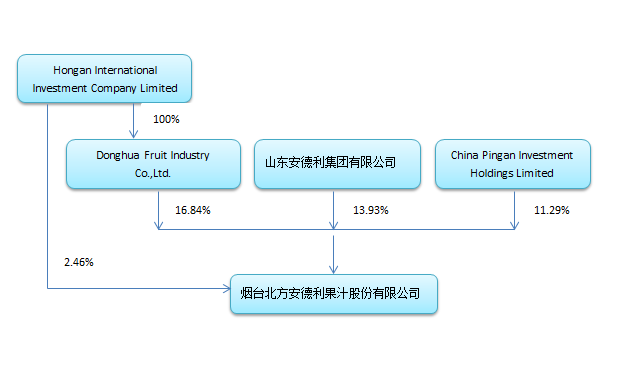 Hongan International
Investment Company Limited
100%
Donghua Fruit Industry
Co.,Ltd.
山东安德利集团有限公司
China Pingan Investment
Holdings Limited
16.84%
13.93%
11.29%
2.46%
烟台北方安德利果汁股份有限公司